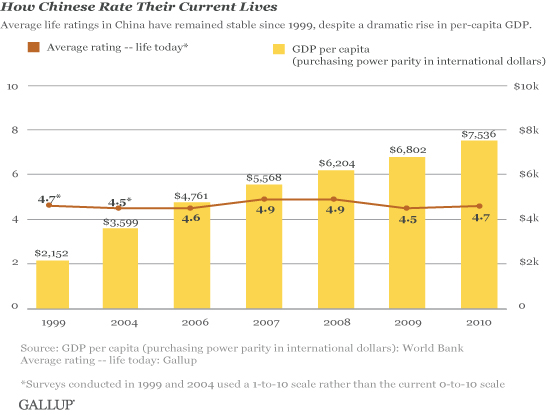 How Chinese Rate Their Current Lives
Average life ratings in China have remained stable since 1999, despite a dramatic rise in per-capita GDP.
Average rating -- life today*
GDP per capita
(purchasing power parity in international dollars)
10 $10k
8 $8k
6 $6k
4 $4k
2 $2k
0 0
$2,152 $3,599 $4,761 $5,568 $6,204 $6,802 $7,536
4.7* 4.5* 4.6 4.9 4.9 4.5 4.7
1999 2004 2006 2007 2008 2009 2010
Source: GDP per capita (purchasing power parity in international dollars): World Bank
Average rating -- life today: Gallup
*Surveys conducted in 1999 and 2004 used a 1-to-10 scale rather than the current 0-to-10 scale
GALLUP